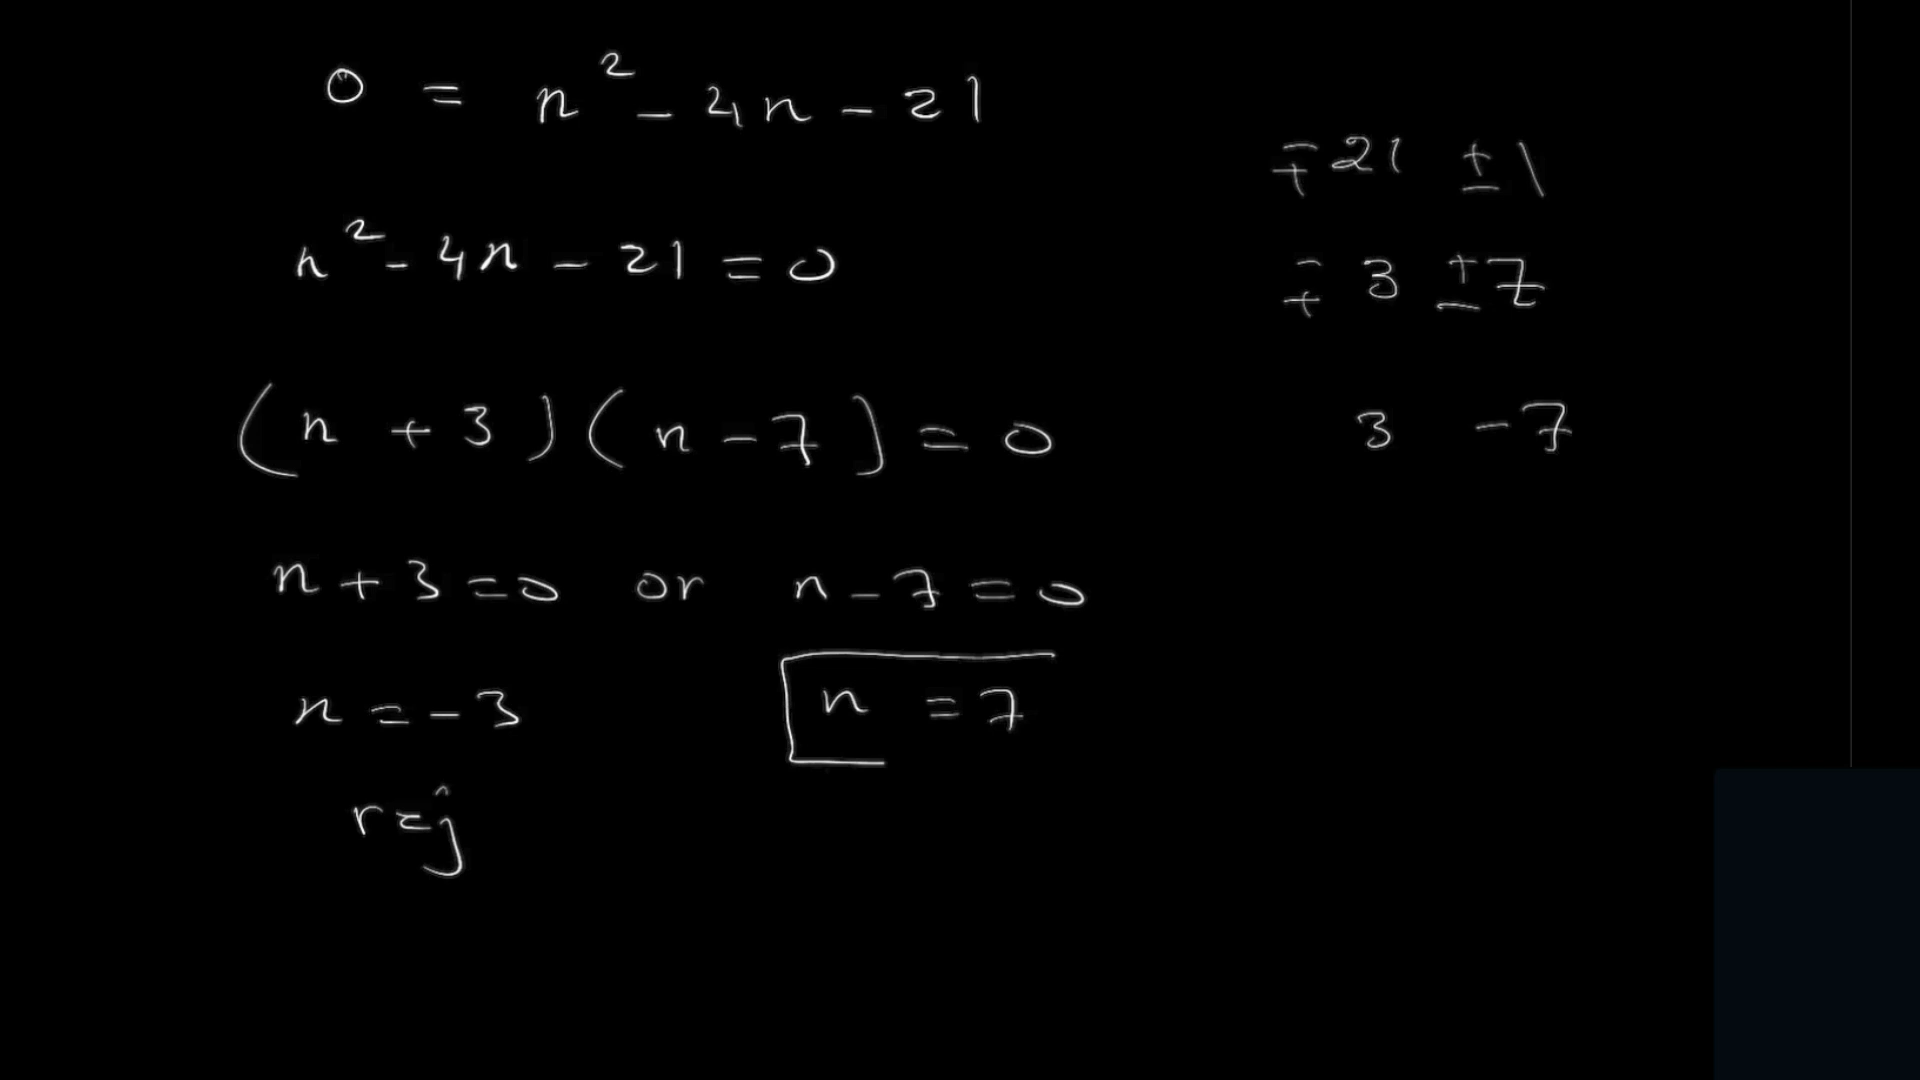 0 = n² - 4n - 21
n² - 4n - 21 = 0
(n + 3)(n - 7) = 0
n + 3 = 0 or n - 7 = 0
n = -3 n = 7
∓21 ±1
∓3 ±7
3 -7